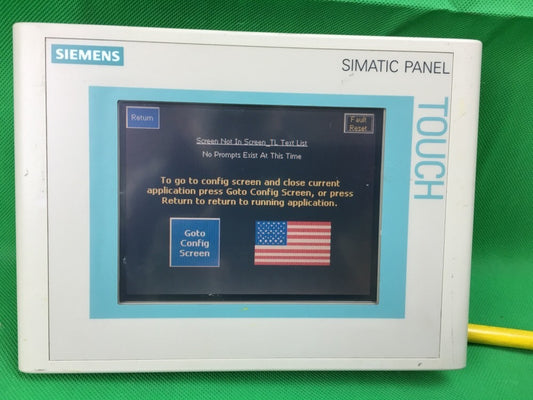 SIEMENS
SIMATIC PANEL
TOUCH
Return
Fault
Reset
Screen Not In Screen_TL Text List
No Prompts Exist At This Time
To go to config screen and close current
application press Goto Config Screen, or press
Return to return to running application.
Goto
Config
Screen